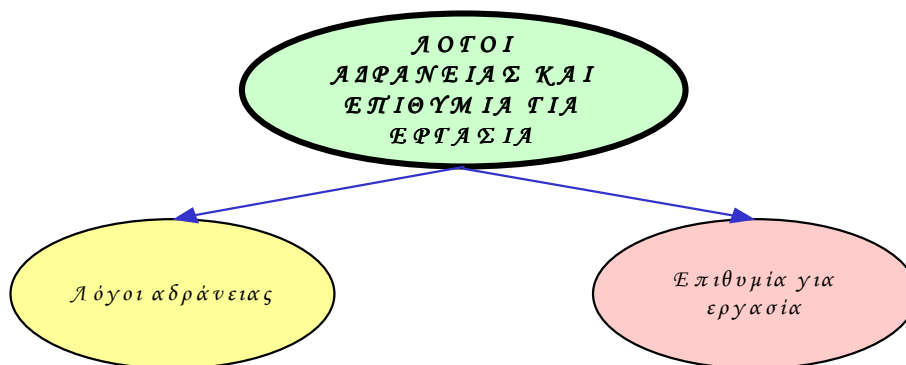 ΛΟΓΟΙ
ΑΔΡΑΝΕΙΑΣ ΚΑΙ
ΕΠΙΘΥΜΙΑ ΓΙΑ
ΕΡΓΑΣΙΑ
Λόγοι αδράνειας
Επιθυμία για
εργασία